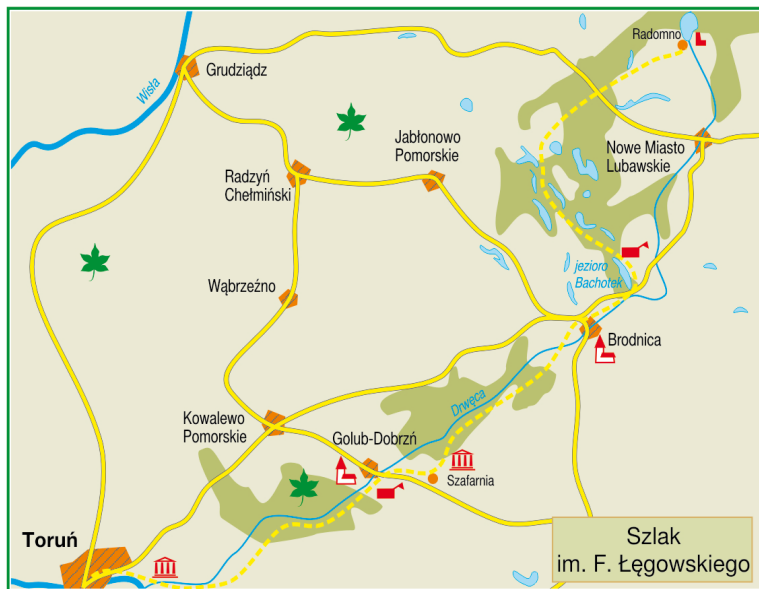 Radomno
Grudziądz
Wisła
Nowe Miasto
Lubawskie
Jabłonowo
Pomorskie
Radzyń
Chełmiński
jezioro
Bachotek
Wąbrzeźno
Brodnica
Drwęca
Kowalewo
Pomorskie
Golub-Dobrzń
Szafarnia
Toruń
Szlak
im. F. Łęgowskiego